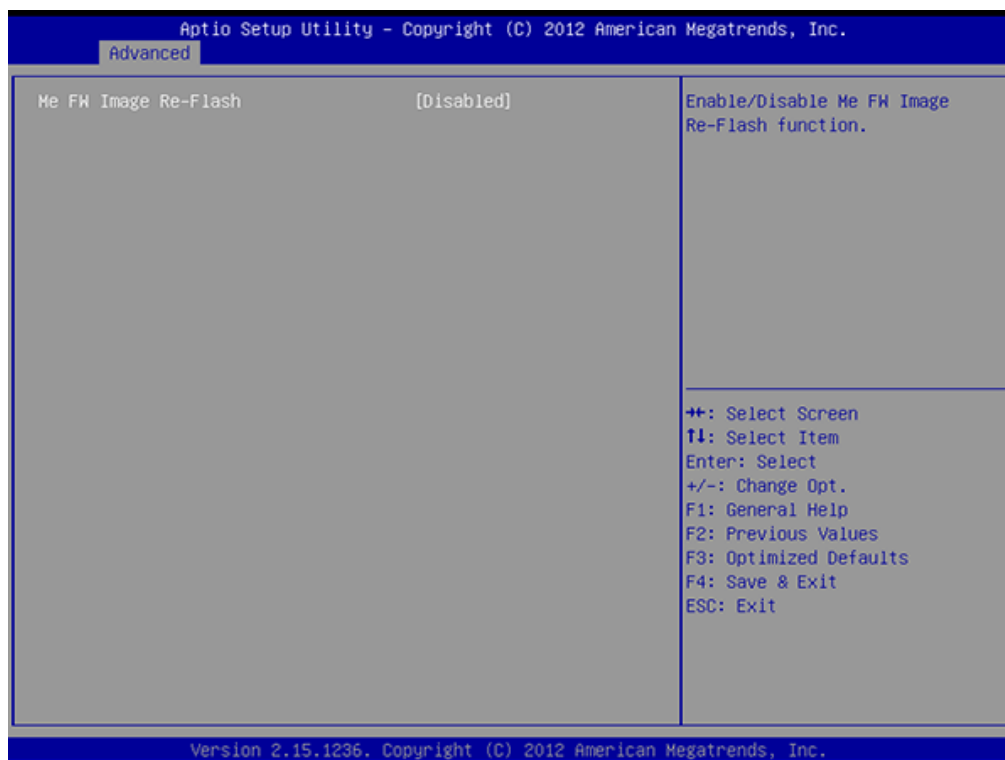 Aptio Setup Utility - Copyright (C) 2012 American Megatrends, Inc.
Advanced
Me FW Image Re-Flash [Disabled]
Enable/Disable Me FW Image
Re-Flash function.
→←: Select Screen
↑↓: Select Item
Enter: Select
+/-: Change Opt.
F1: General Help
F2: Previous Values
F3: Optimized Defaults
F4: Save & Exit
ESC: Exit
Version 2.15.1236. Copyright (C) 2012 American Megatrends, Inc.